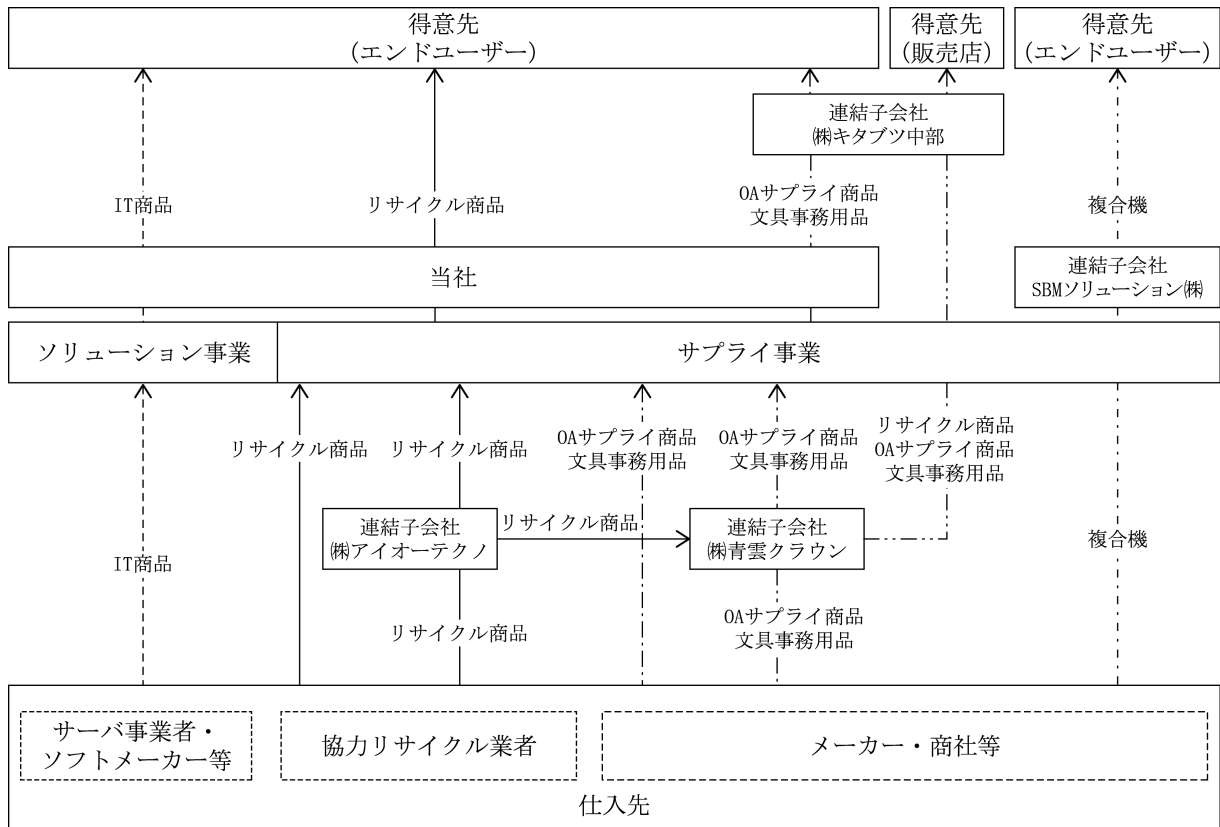 得意先
(エンドユーザー)
得意先
(販売店)
得意先
(エンドユーザー)
連結子会社
㈱キタブツ中部
IT商品
リサイクル商品
OAサプライ商品
文具事務用品
複合機
当社
連結子会社
SBMソリューション㈱
ソリューション事業
サプライ事業
リサイクル商品
リサイクル商品
OAサプライ商品
文具事務用品
OAサプライ商品
文具事務用品
リサイクル商品
OAサプライ商品
文具事務用品
連結子会社
㈱アイオーテクノ
リサイクル商品
連結子会社
㈱青雲クラウン
IT商品
複合機
リサイクル商品
OAサプライ商品
文具事務用品
サーバ事業者・
ソフトメーカー等
協力リサイクル業者
メーカー・商社等
仕入先